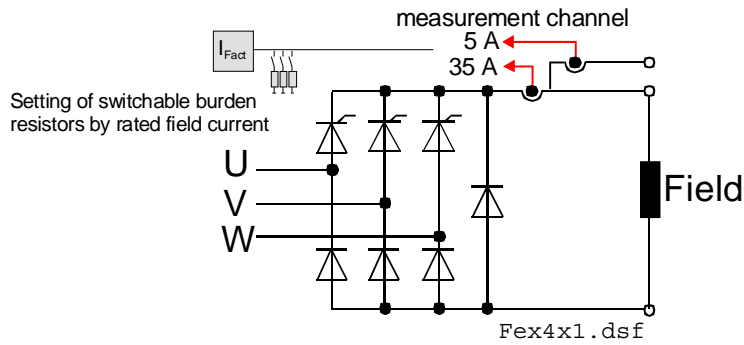 measurement channel
5 A
35 A
IFact
Setting of switchable burden
resistors by rated field current
U
V
W
Field
Fex4x1.dsf